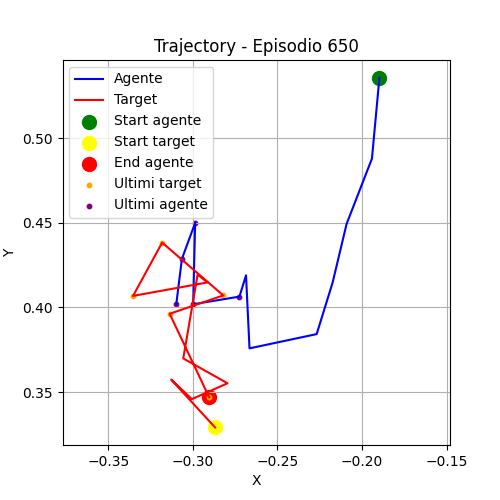 Trajectory - Episodio 650
Agente
Target
Start agente
Start target
End agente
Ultimi target
Ultimi agente
Y
0.50
0.45
0.40
0.35
−0.35
−0.30
−0.25
−0.20
−0.15
X